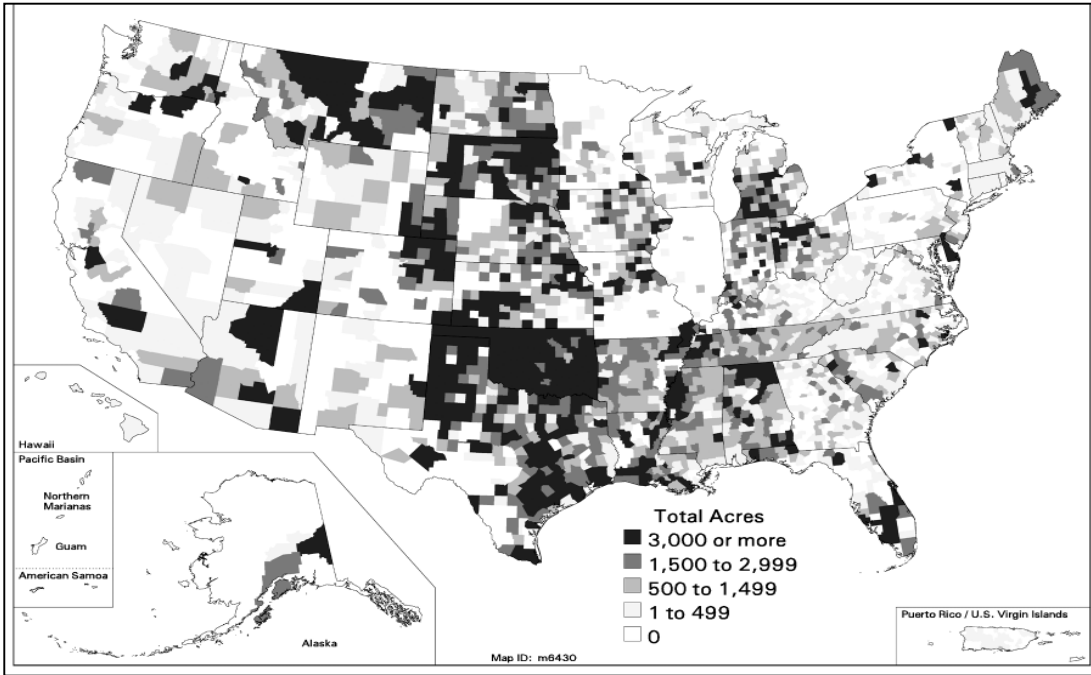 Hawaii
Pacific Basin
Northern
Marianas
Guam
American Samoa
Alaska
Total Acres
3,000 or more
1,500 to 2,999
500 to 1,499
1 to 499
0
Map ID: m6430
Puerto Rico / U.S. Virgin Islands